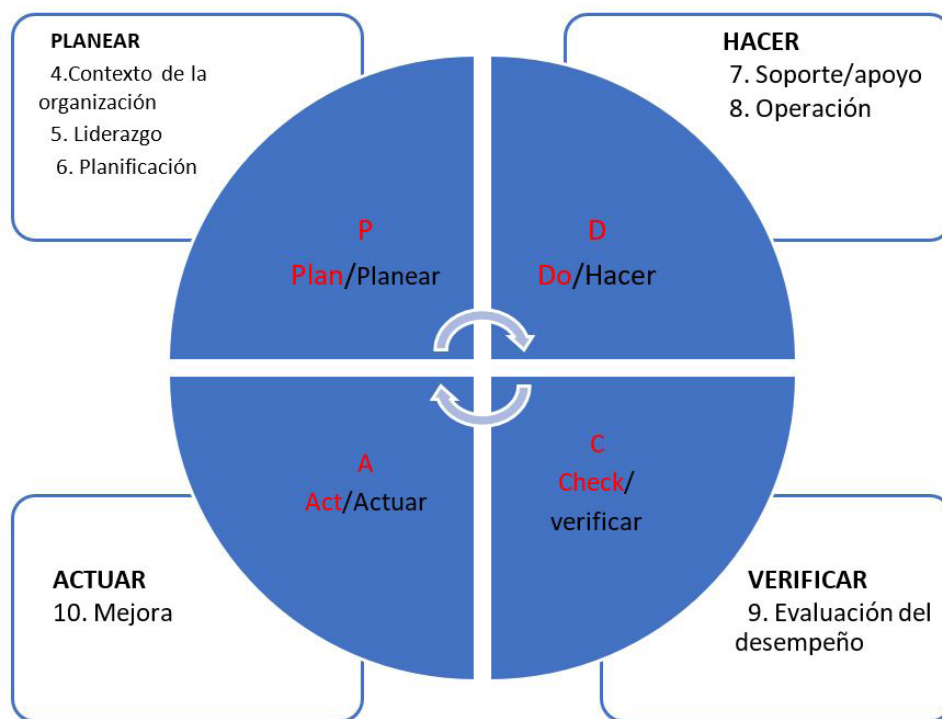 PLANEAR
4.Contexto de la
organización
5. Liderazgo
6. Planificación
HACER
7. Soporte/apoyo
8. Operación
P
Plan/Planear
D
Do/Hacer
A
Act/Actuar
C
Check/
verificar
ACTUAR
10. Mejora
VERIFICAR
9. Evaluación del
desempeño